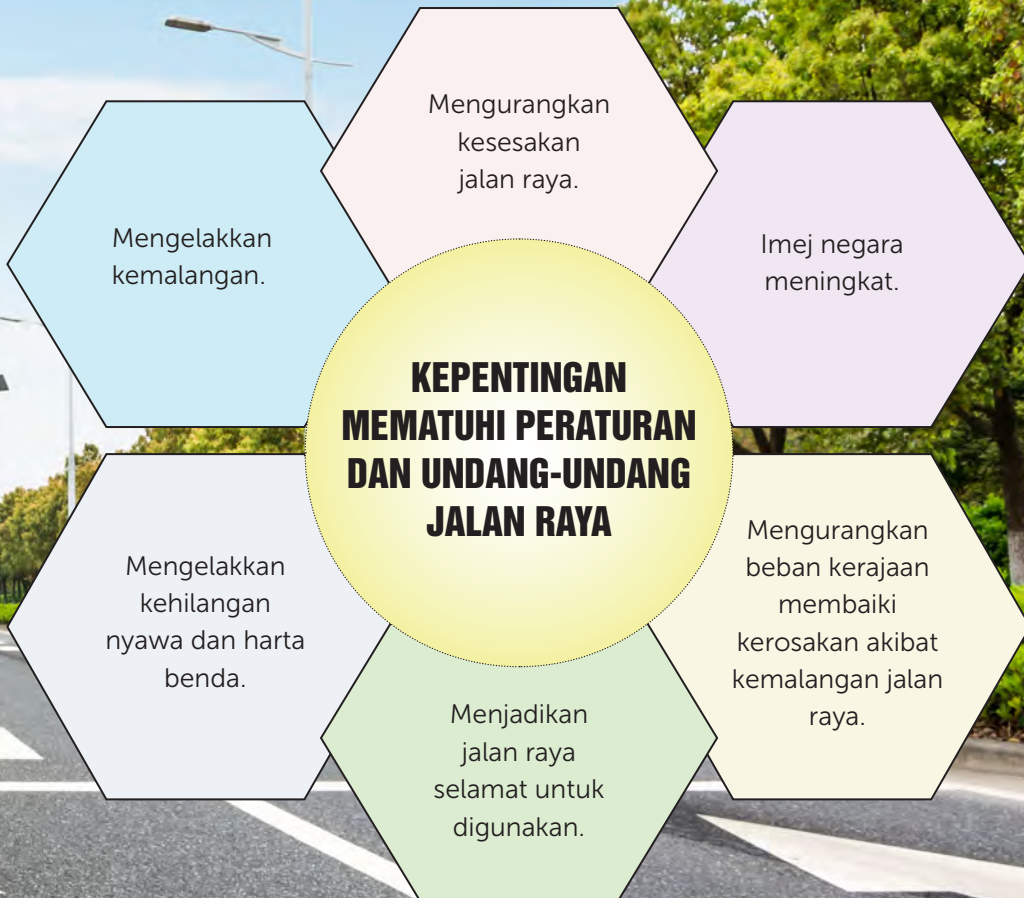 Mengurangkan
kesesakan
jalan raya.
Mengelakkan
kemalangan.
Imej negara
meningkat.
KEPENTINGAN
MEMATUHI PERATURAN
DAN UNDANG-UNDANG
JALAN RAYA
Mengelakkan
kehilangan
nyawa dan harta
benda.
Mengurangkan
beban kerajaan
membaiki
kerosakan akibat
kemalangan jalan
raya.
Menjadikan
jalan raya
selamat untuk
digunakan.